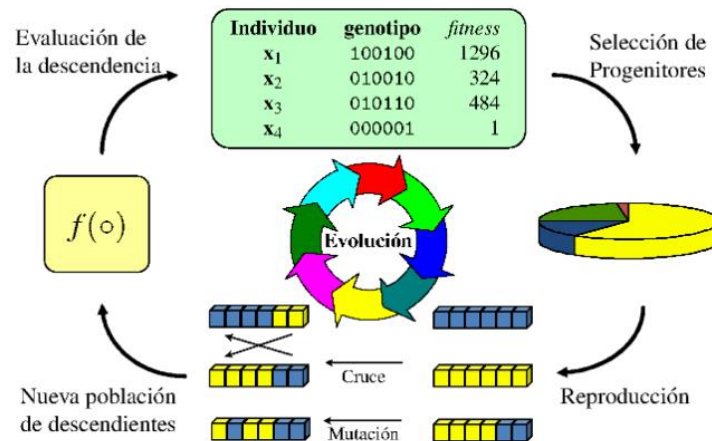 Evaluación de
la descendencia
Individuo genotipo fitness
x1 100100 1296
x2 010010 324
x3 010110 484
x4 000001 1
Selección de
Progenitores
f(∘)
Evolución
Cruce
Mutación
Nueva población
de descendientes
Reproducción